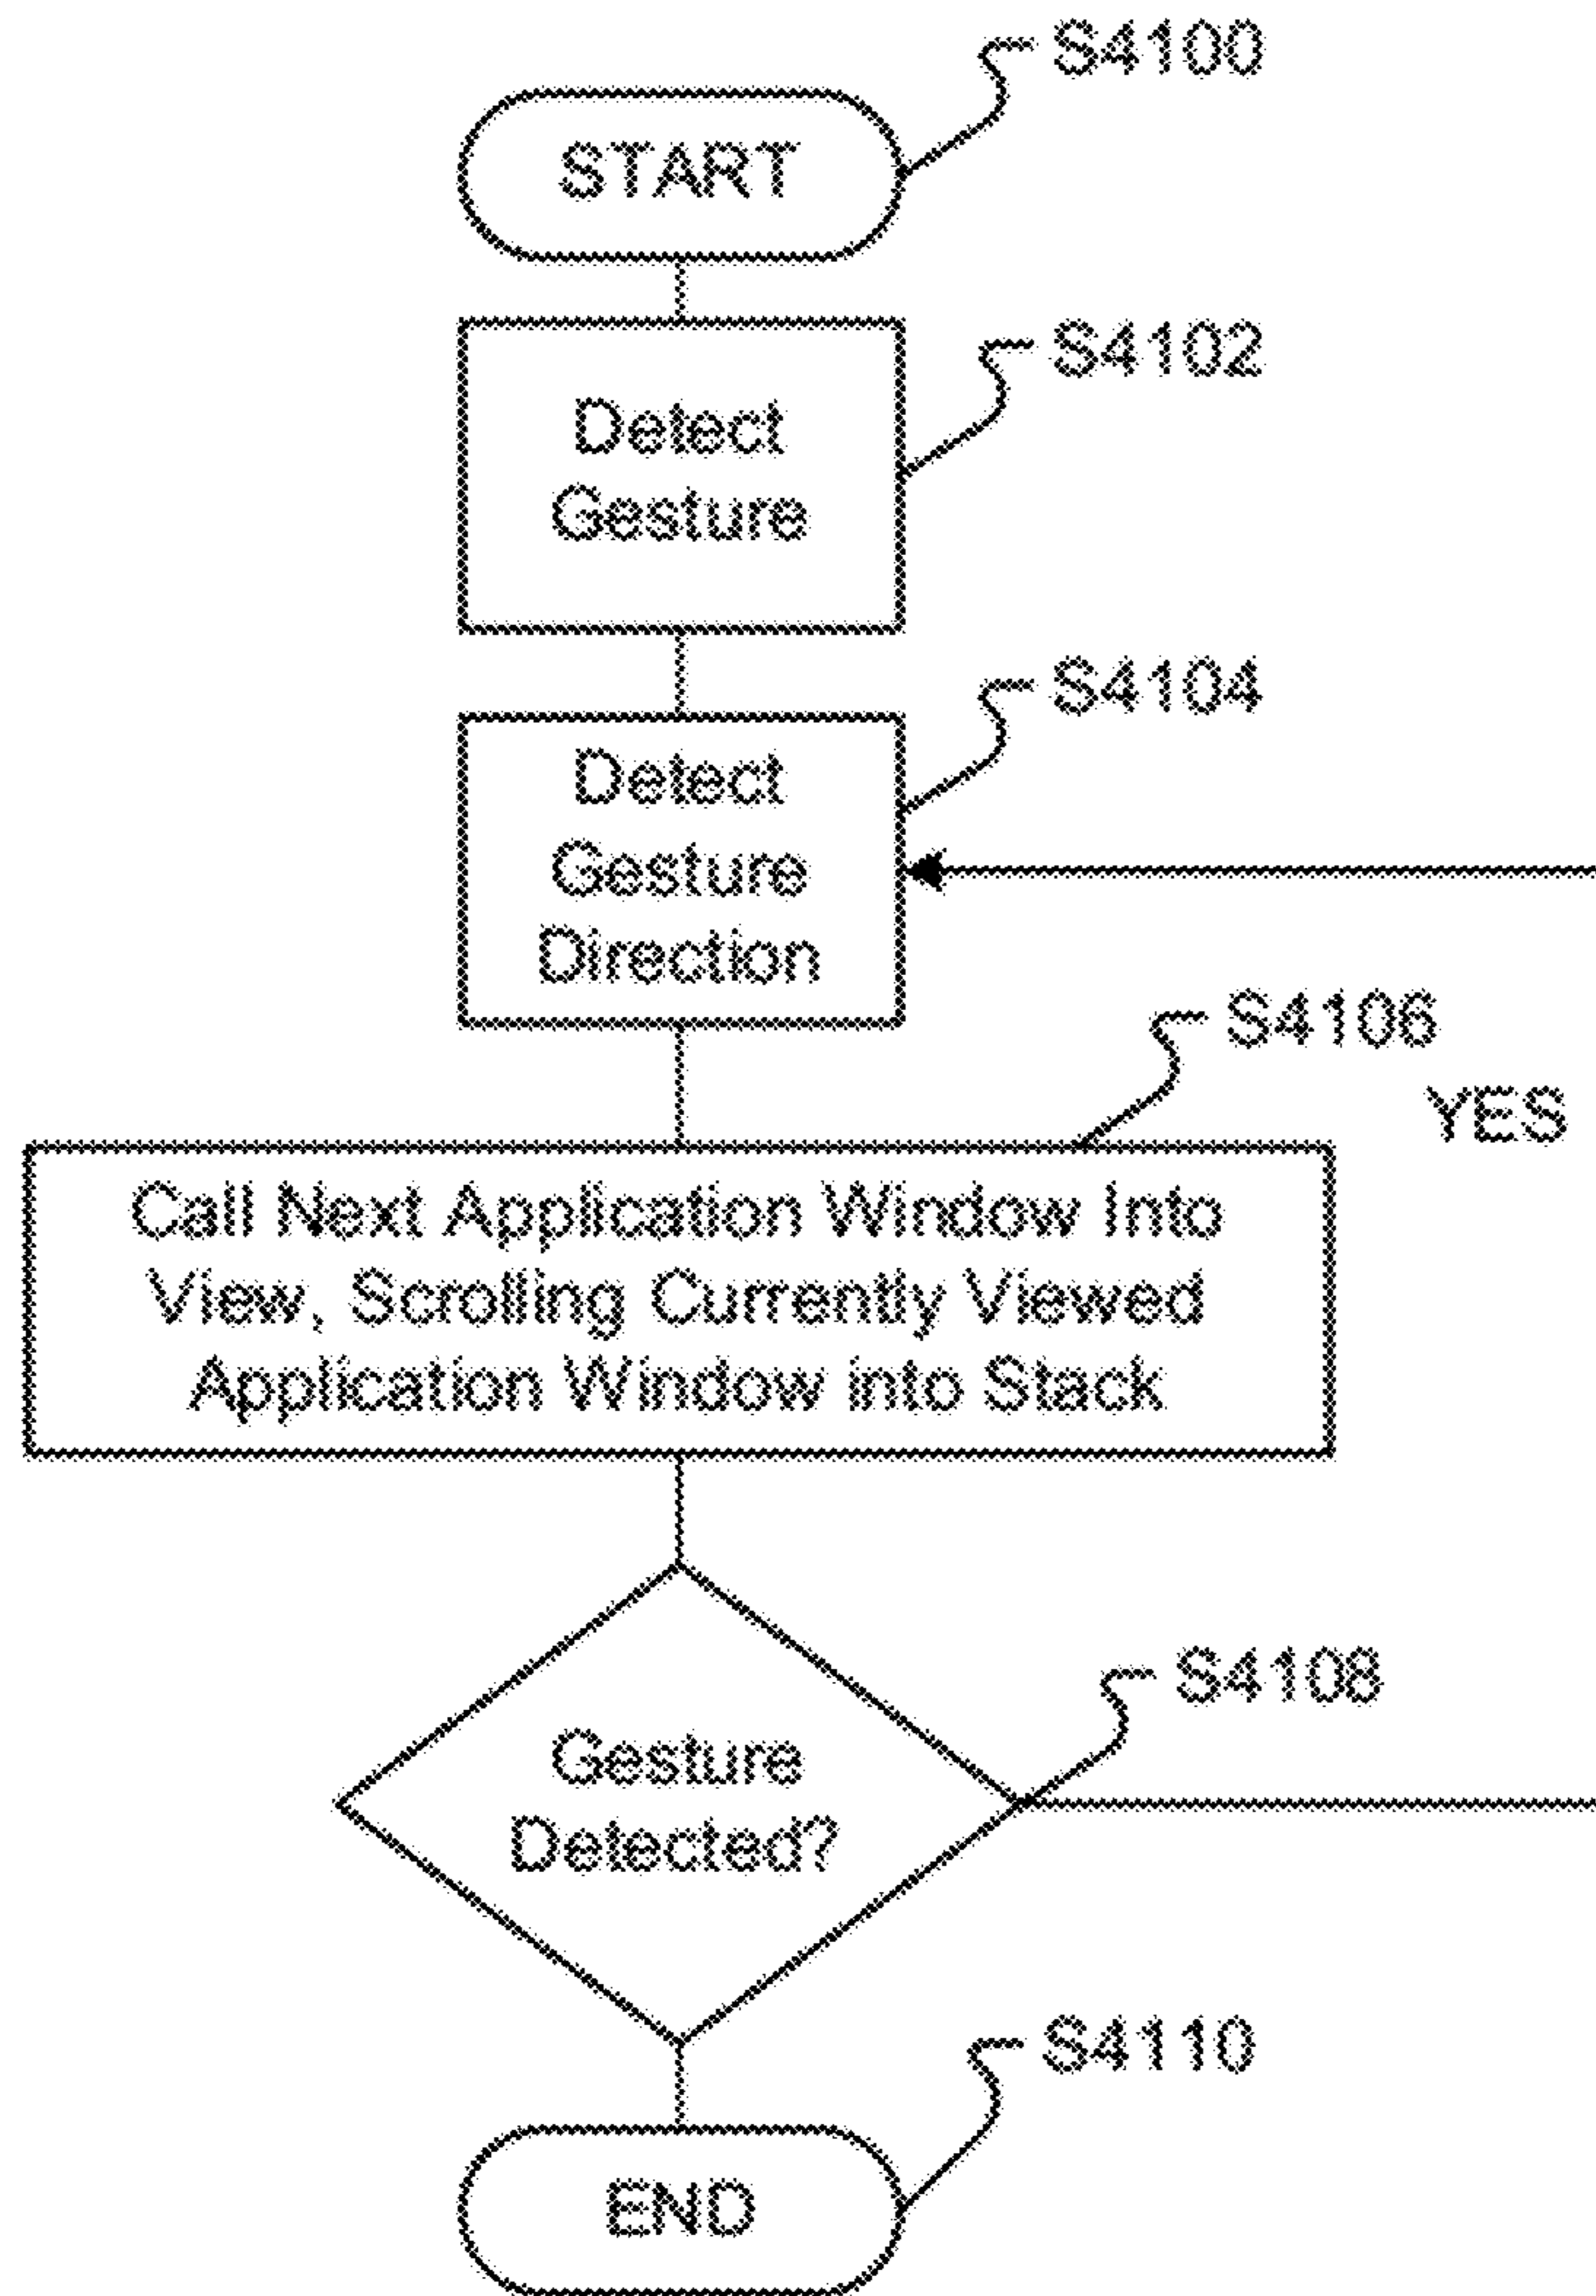 S4100
START
S4102
Detect
Gesture
S4104
Detect
Gesture
Direction
S4106
YES
Call Next Application Window Into
View, Scrolling Currently Viewed
Application Window into Stack
S4108
Gesture
Detected?
S4110
END